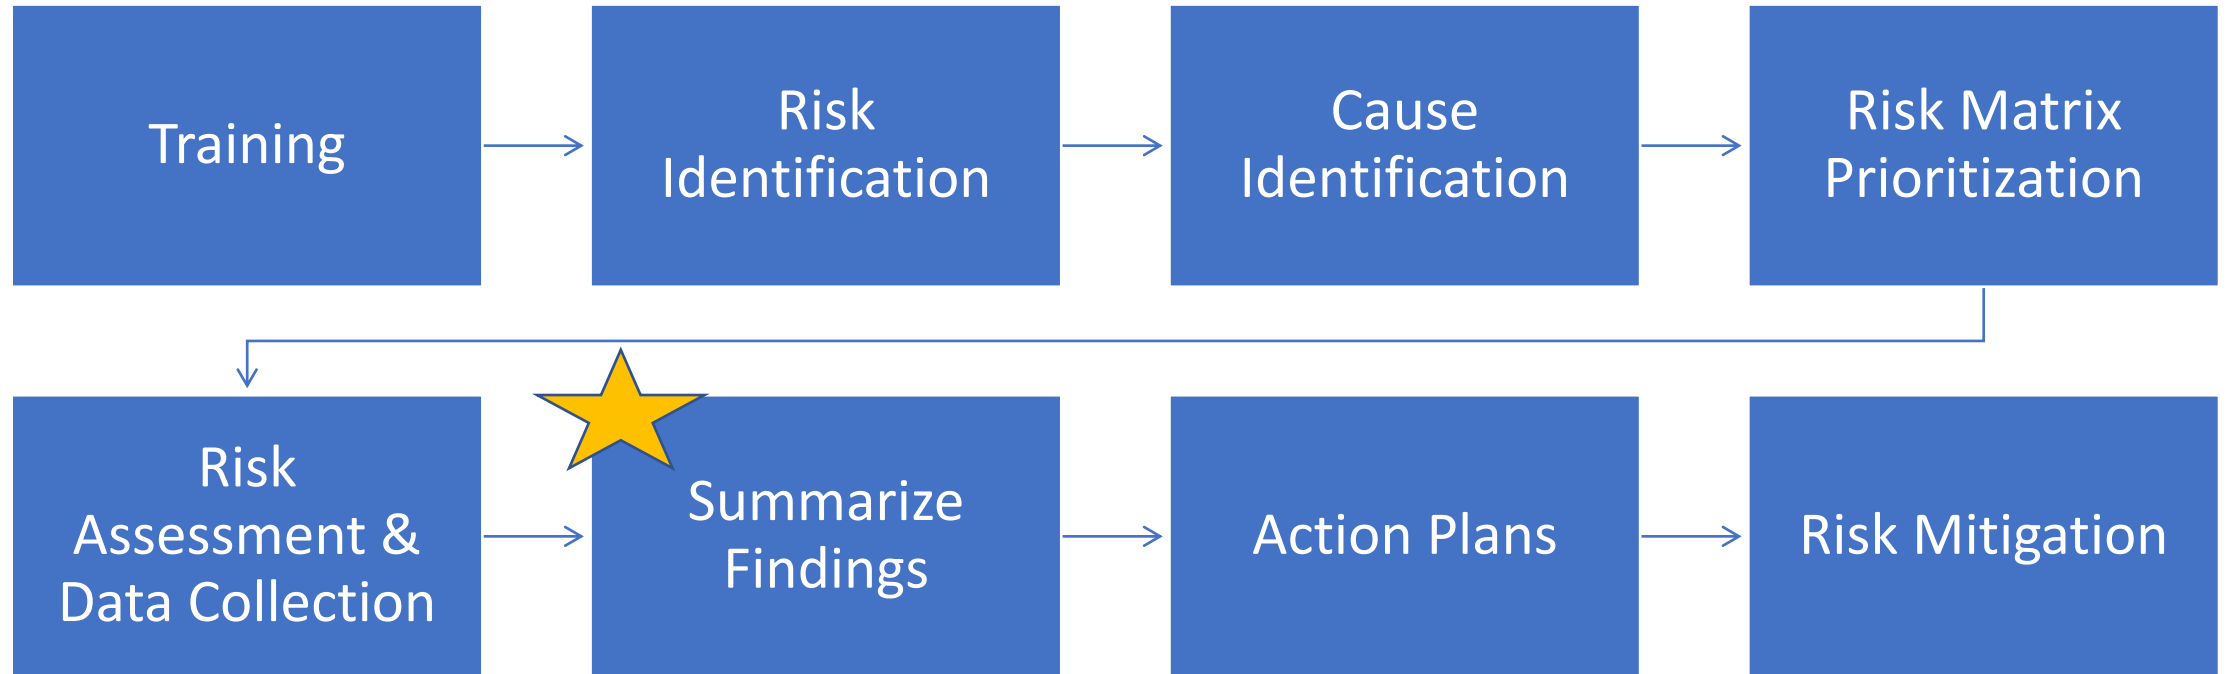 Training
Risk
Identification
Cause
Identification
Risk Matrix
Prioritization
Risk
Assessment &
Data Collection
Summarize
Findings
Action Plans
Risk Mitigation